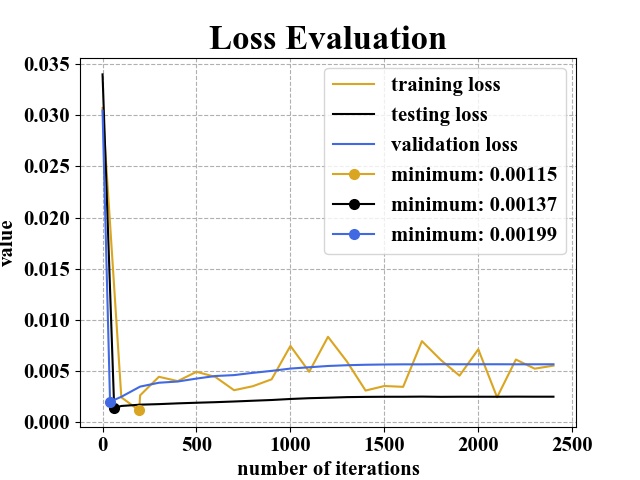 Loss Evaluation
0.035
0.030
0.025
0.020
0.015
0.010
0.005
0.000
value
training loss
testing loss
validation loss
minimum: 0.00115
minimum: 0.00137
minimum: 0.00199
0 500 1000 1500 2000 2500
number of iterations